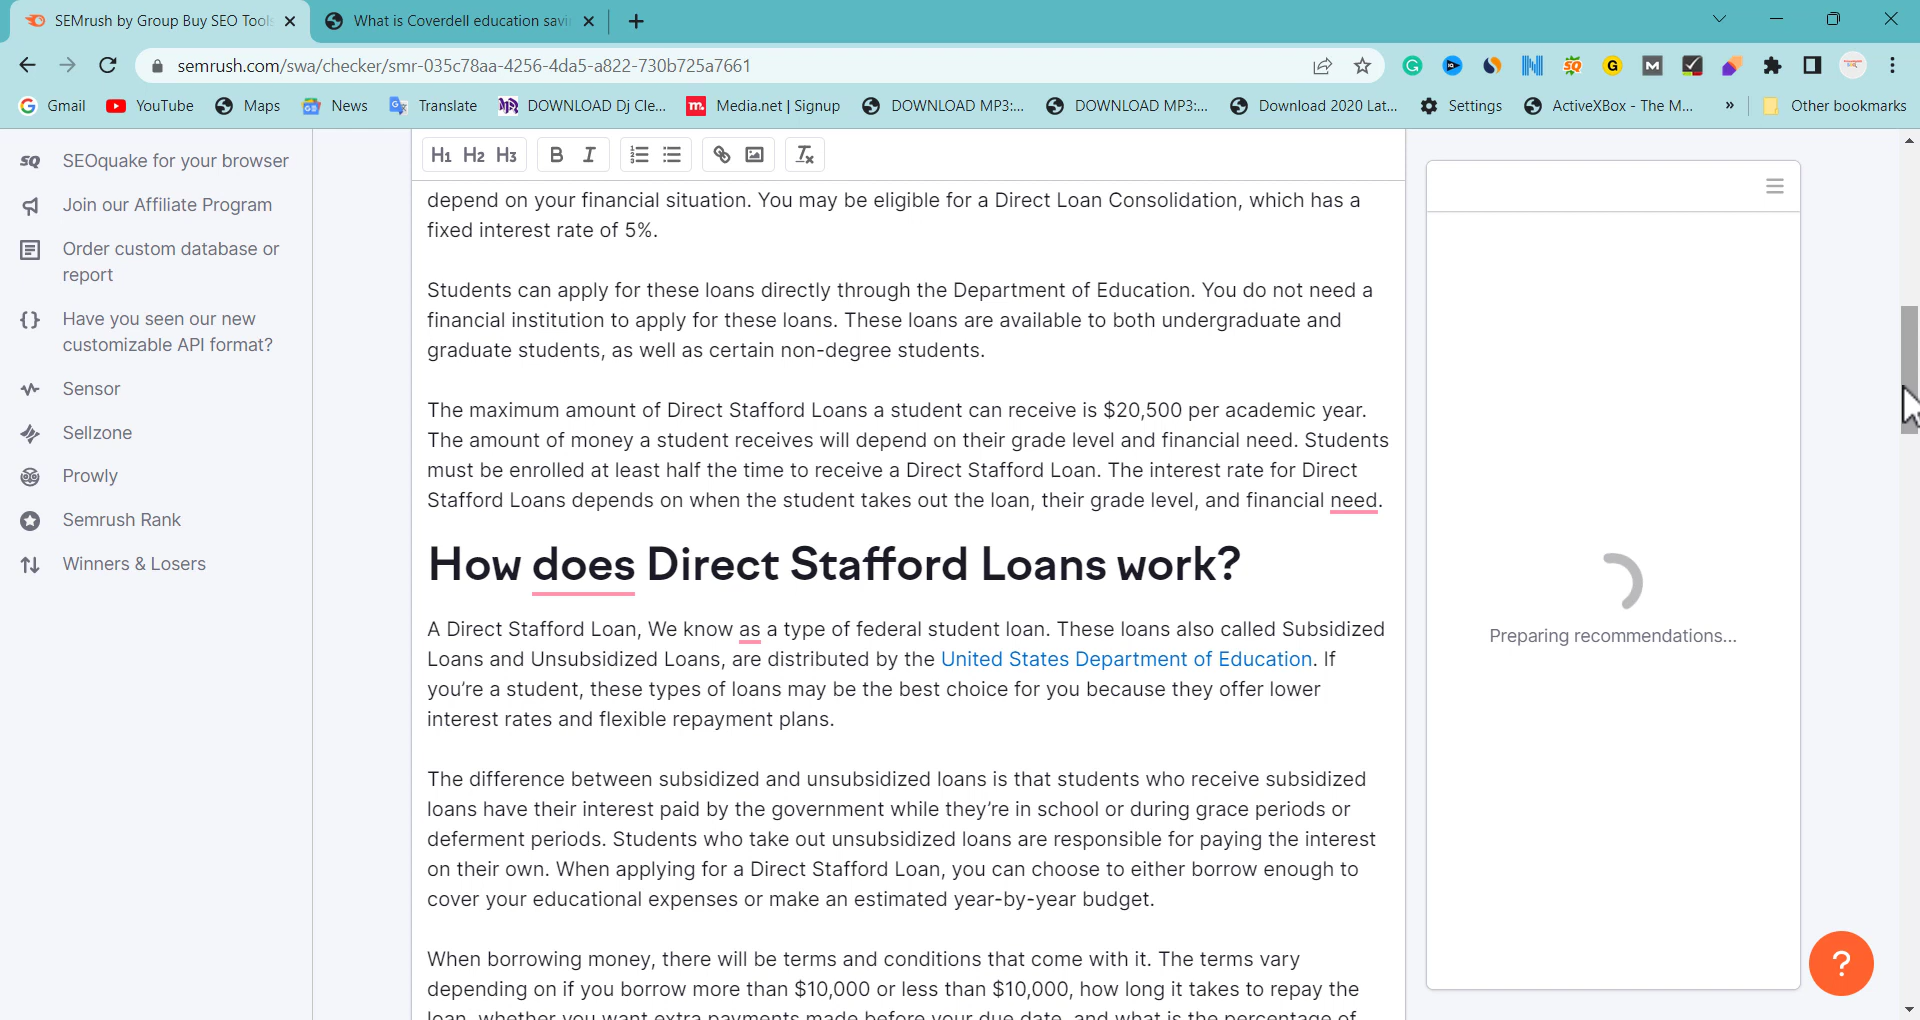 SEMrush by Group Buy SEO Tools
What is Coverdell education savi
semrush.com/swa/checker/smr-035c78aa-4256-4da5-a822-730b725a7661
Gmail
YouTube
Maps
News
Translate
DOWNLOAD Dj Cle...
Media.net | Signup
DOWNLOAD MP3:...
DOWNLOAD MP3:...
Download 2020 Lat...
Settings
ActiveXBox - The M...
»
Other bookmarks
SEOquake for your browser
Join our Affiliate Program
Order custom database or
report
Have you seen our new
customizable API format?
Sensor
Sellzone
Prowly
Semrush Rank
Winners & Losers
H1 H2 H3 B I
depend on your financial situation. You may be eligible for a Direct Loan Consolidation, which has a
fixed interest rate of 5%.
Students can apply for these loans directly through the Department of Education. You do not need a
financial institution to apply for these loans. These loans are available to both undergraduate and
graduate students, as well as certain non-degree students.
The maximum amount of Direct Stafford Loans a student can receive is $20,500 per academic year.
The amount of money a student receives will depend on their grade level and financial need. Students
must be enrolled at least half the time to receive a Direct Stafford Loan. The interest rate for Direct
Stafford Loans depends on when the student takes out the loan, their grade level, and financial need.
How does Direct Stafford Loans work?
A Direct Stafford Loan, We know as a type of federal student loan. These loans also called Subsidized
Loans and Unsubsidized Loans, are distributed by the United States Department of Education. If
you're a student, these types of loans may be the best choice for you because they offer lower
interest rates and flexible repayment plans.
The difference between subsidized and unsubsidized loans is that students who receive subsidized
loans have their interest paid by the government while they're in school or during grace periods or
deferment periods. Students who take out unsubsidized loans are responsible for paying the interest
on their own. When applying for a Direct Stafford Loan, you can choose to either borrow enough to
cover your educational expenses or make an estimated year-by-year budget.
When borrowing money, there will be terms and conditions that come with it. The terms vary
depending on if you borrow more than $10,000 or less than $10,000, how long it takes to repay the
loan, whether you want extra payments made before your due date, and what is the percentage of
Preparing recommendations...
?